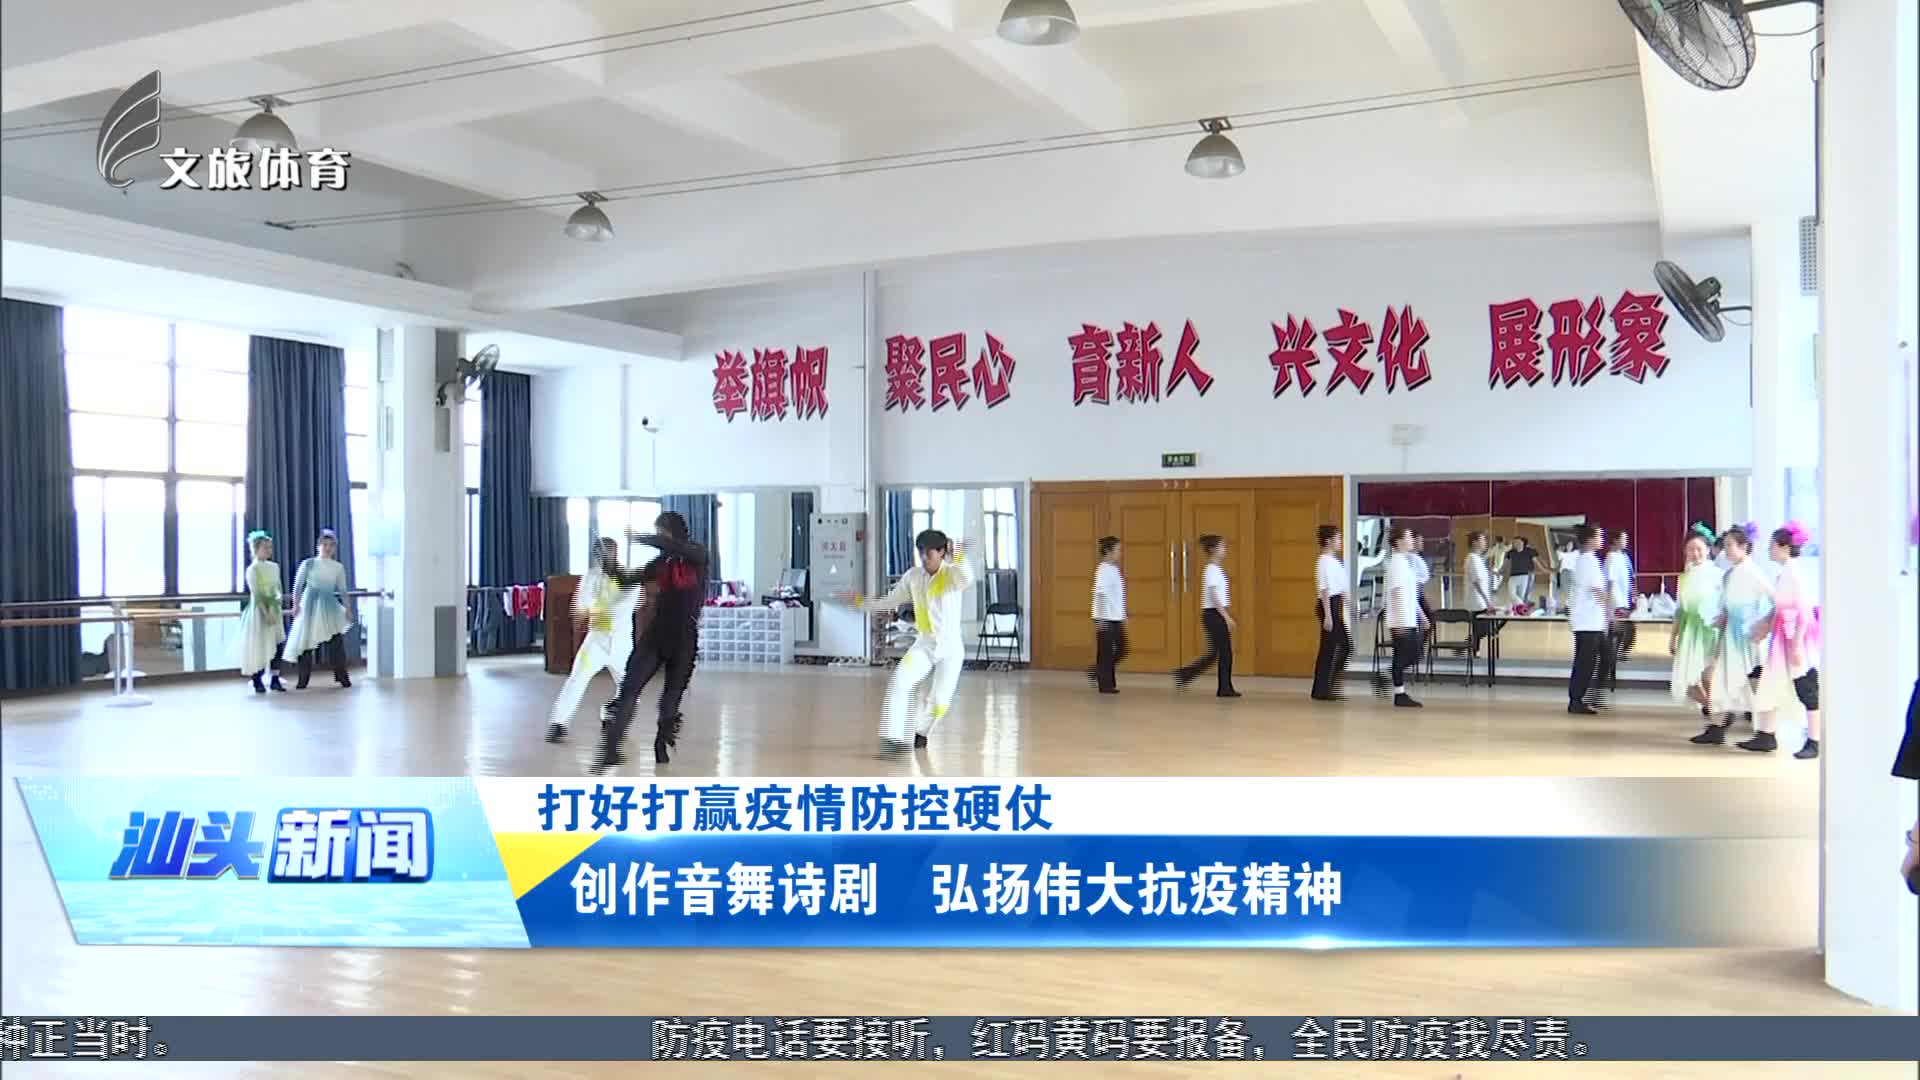 文旅体育
举旗帜 聚民心 育新人 兴文化 展形象
打好打赢疫情防控硬仗
汕头新闻
创作音舞诗剧 弘扬伟大抗疫精神
种正当时。 防疫电话要接听，红码黄码要报备，全民防疫我尽责。